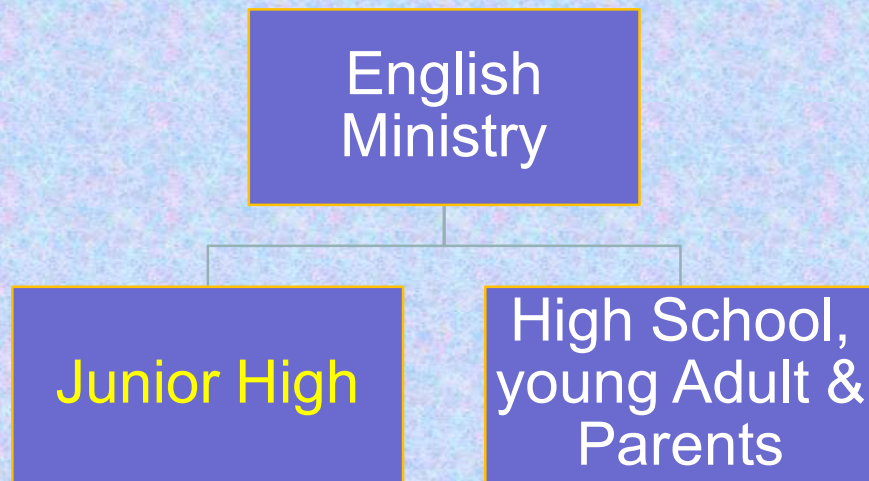 English
Ministry
Junior High
High School,
young Adult &
Parents